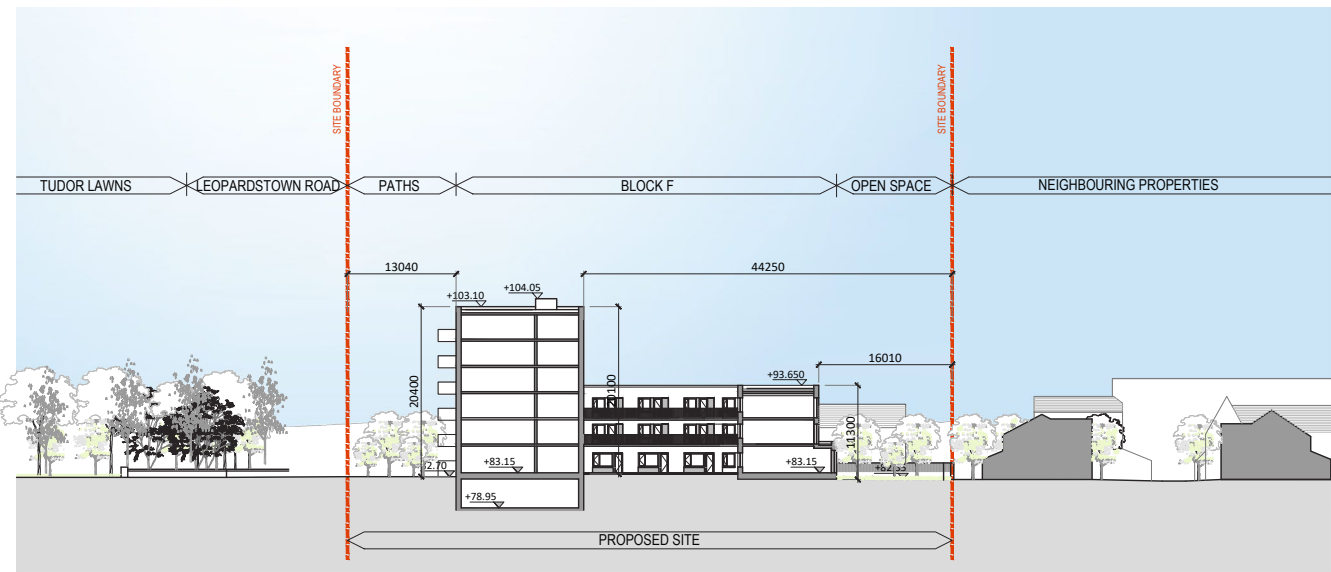 SITE BOUNDARY
SITE BOUNDARY
TUDOR LAWNS
LEOPARDSTOWN ROAD
PATHS
BLOCK F
OPEN SPACE
NEIGHBOURING PROPERTIES
13040
44250
+104.05
+103.10
16010
+93.650
20400
11300
+83.15
+83.15
+78.95
PROPOSED SITE